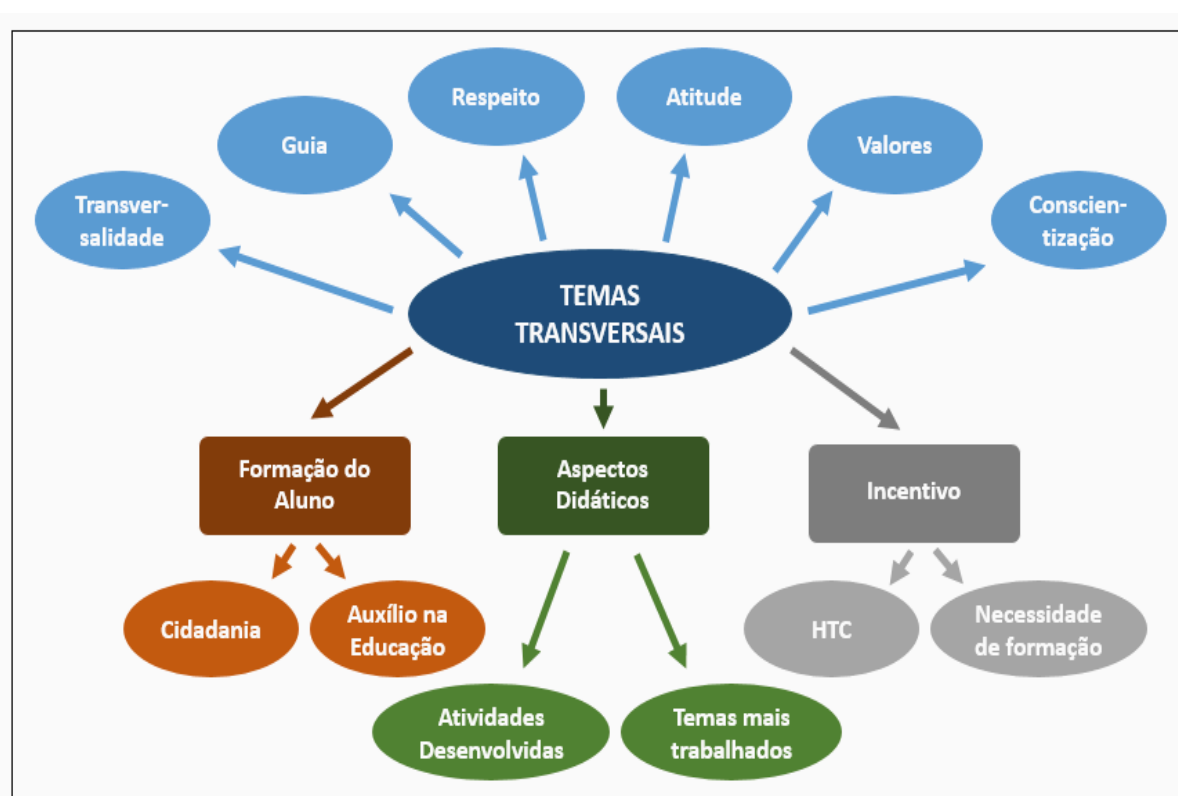 Respeito
Atitude
Guia
Valores
Transver-
salidade
Conscien-
tização
TEMAS
TRANSVERSAIS
Formação do
Aluno
Aspectos
Didáticos
Incentivo
Cidadania
Auxílio na
Educação
HTC
Necessidade
de formação
Atividades
Desenvolvidas
Temas mais
trabalhados